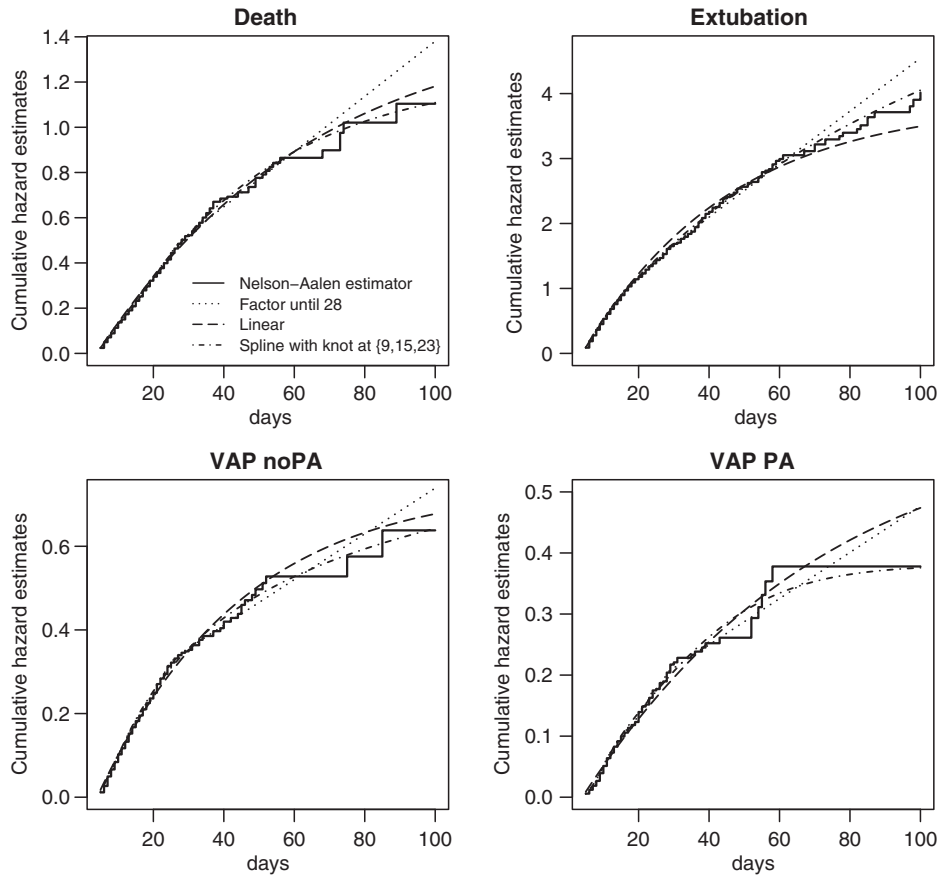 Death
Cumulative hazard estimates
1.4
1.2
1.0
0.8
0.6
0.4
0.2
0.0
Nelson−Aalen estimator
Factor until 28
Linear
Spline with knot at {9,15,23}
20 40 60 80 100
days
Extubation
Cumulative hazard estimates
4
3
2
1
0
20 40 60 80 100
days
VAP noPA
Cumulative hazard estimates
0.6
0.4
0.2
0.0
20 40 60 80 100
days
VAP PA
Cumulative hazard estimates
0.5
0.4
0.3
0.2
0.1
0.0
20 40 60 80 100
days